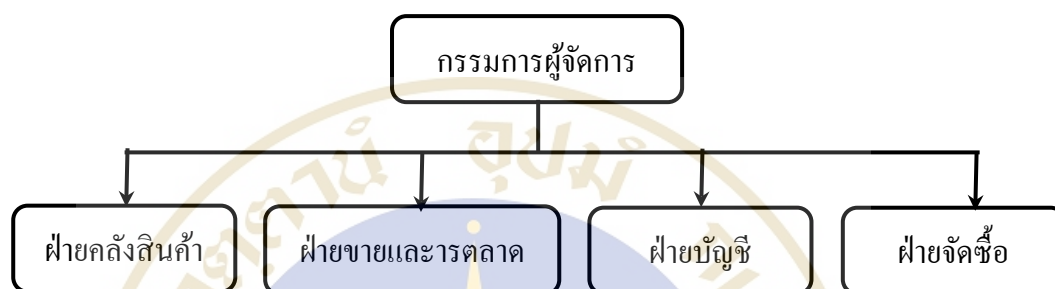 กรรมการผู้จัดการ
ฝ่ายคลังสินค้า
ฝ่ายขายและารตลาด
ฝ่ายบัญชี
ฝ่ายจัดซื้อ